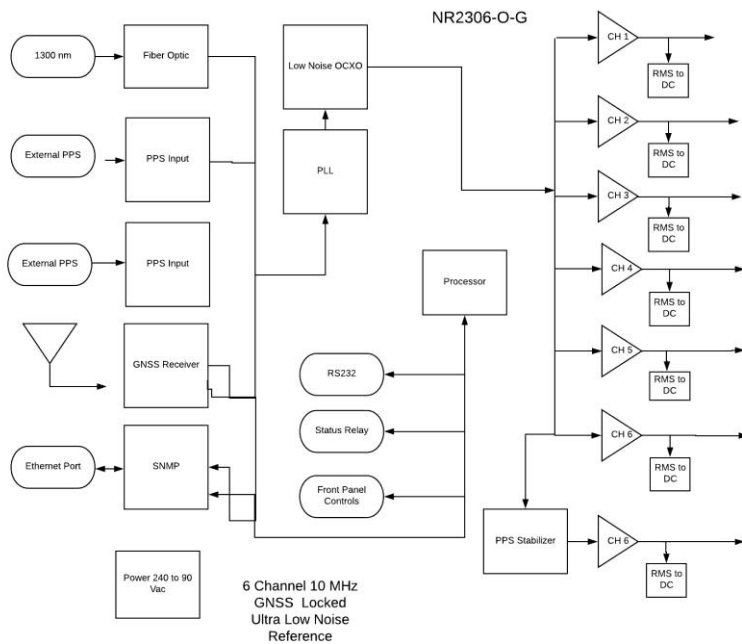 NR2306-O-G
1300 nm
Fiber Optic
Low Noise OCXO
CH 1
RMS to
DC
External PPS
PPS Input
PLL
CH 2
RMS to
DC
CH 3
RMS to
DC
External PPS
PPS Input
Processor
CH 4
RMS to
DC
GNSS Receiver
RS232
CH 5
RMS to
DC
Status Relay
CH 6
RMS to
DC
Ethernet Port
SNMP
Front Panel
Controls
PPS Stabilizer
CH 6
RMS to
DC
Power 240 to 90
Vac
6 Channel 10 MHz
GNSS Locked
Ultra Low Noise
Reference